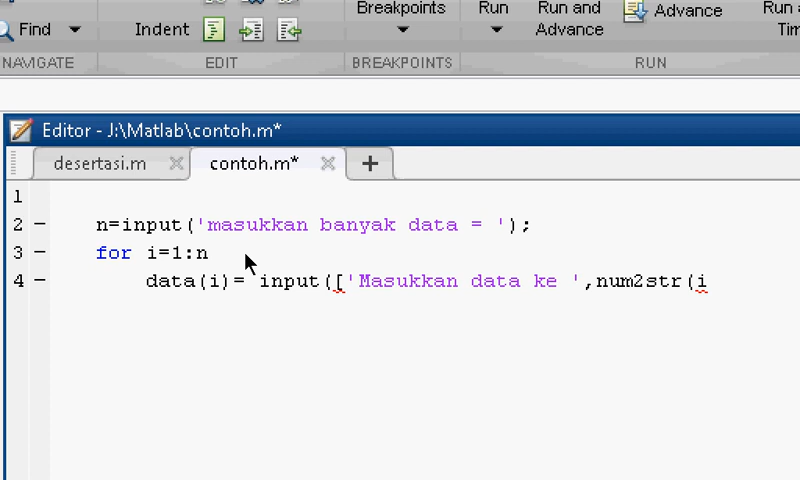 Breakpoints Run Run and Advance Run
Find Indent Advance
NAVIGATE EDIT BREAKPOINTS RUN
Editor - J:\Matlab\contoh.m*
desertasi.m contoh.m*
1
2 – n=input('masukkan banyak data = ');
3 – for i=1:n
4 – data(i)= input(['Masukkan data ke ',num2str(i